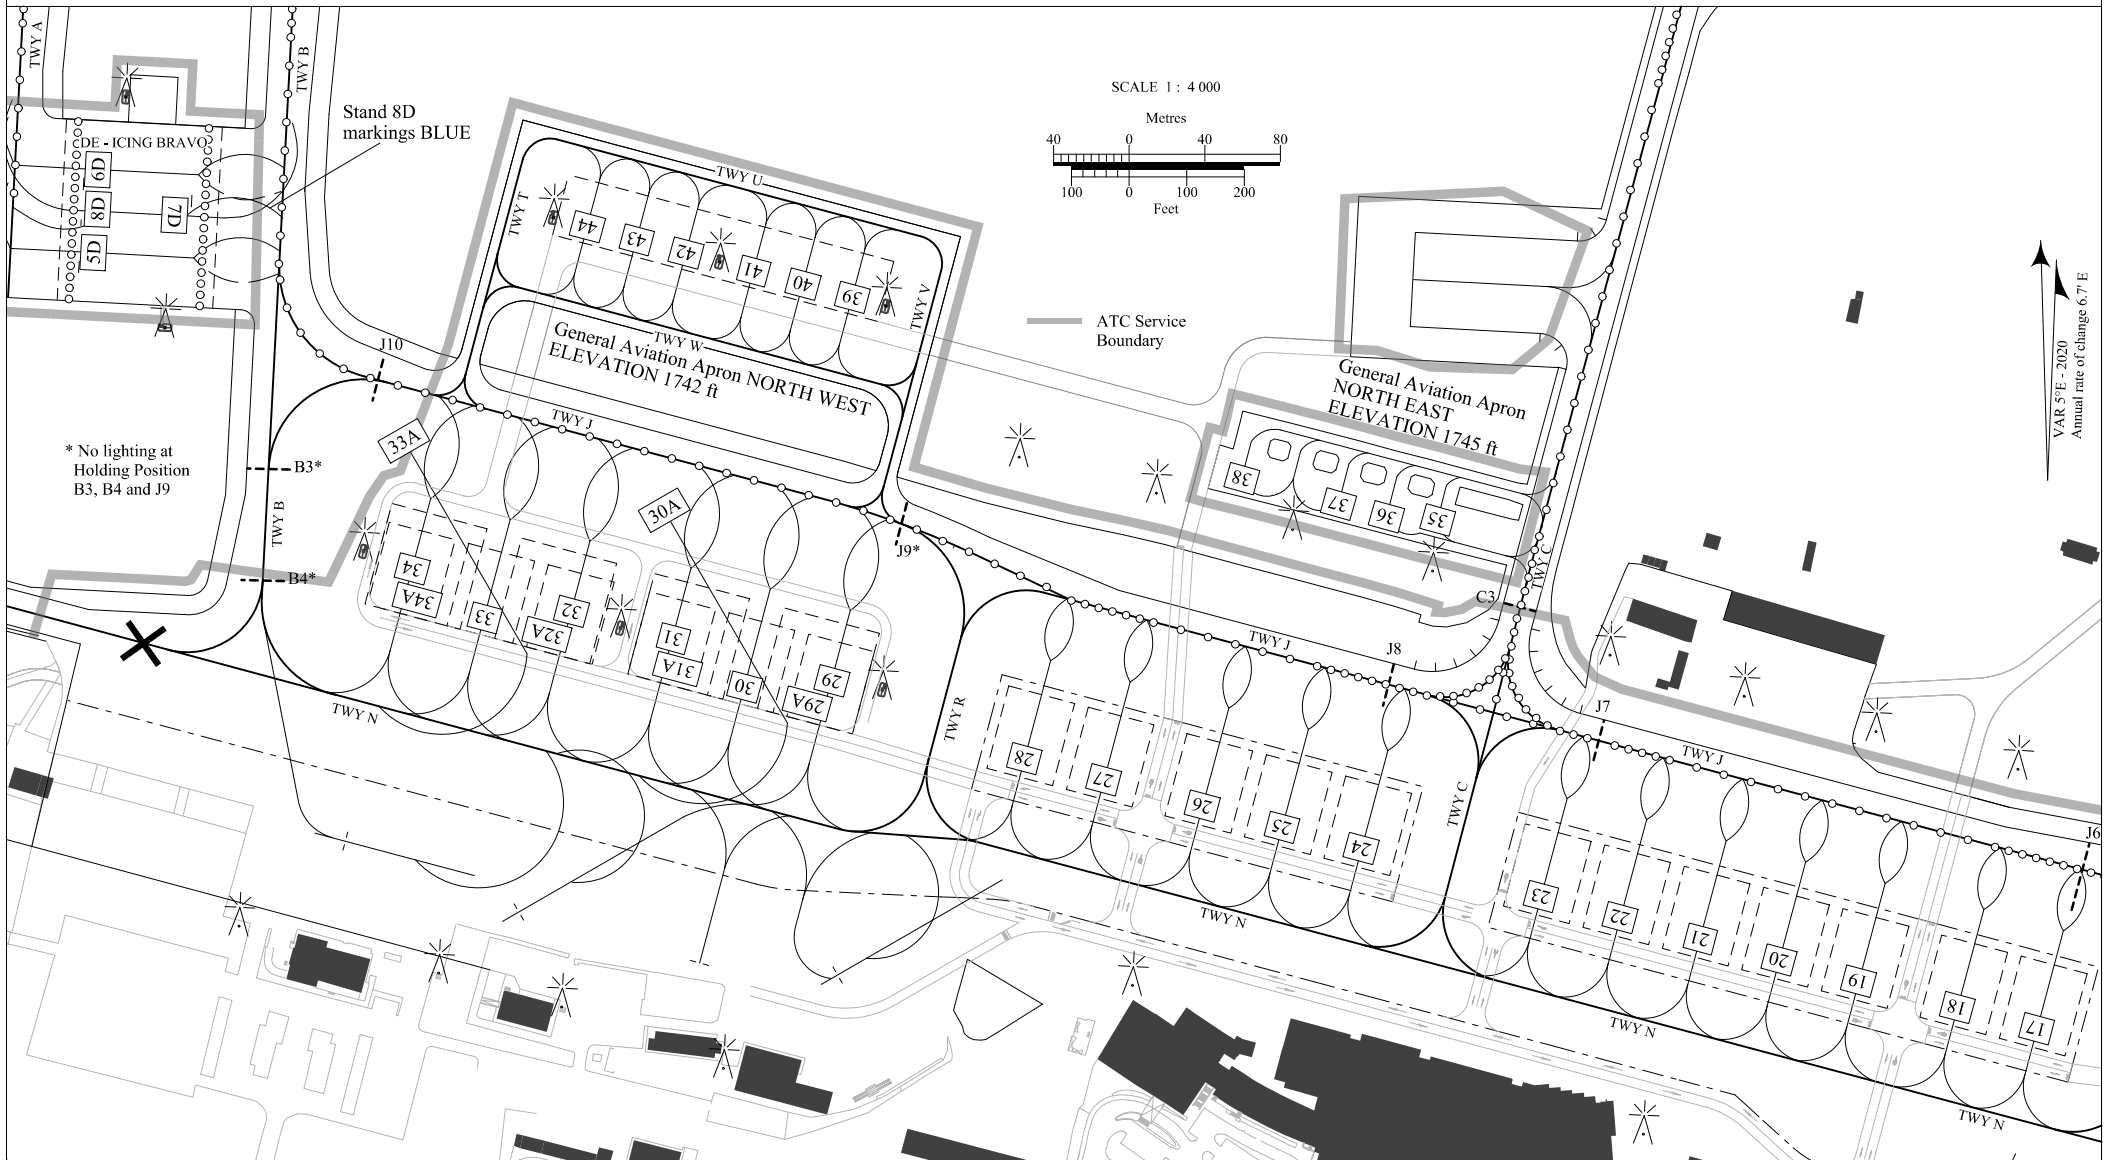 TWY A
TWY B
Stand 8D
markings BLUE
DE - ICING BRAVO
6D
8D
7D
5D
SCALE 1 : 4 000
Metres
40 0 40 80
100 0 100 200
Feet
TWY U
TWY T
44
43
42
41
40
39
TWY V
TWY W
General Aviation Apron NORTH WEST
ELEVATION 1742 ft
ATC Service
Boundary
VAR 5°E - 2020
Annual rate of change 6.7' E
General Aviation Apron
NORTH EAST
ELEVATION 1745 ft
38
37
36
35
J10
TWY J
33A
30A
* No lighting at
Holding Position
B3, B4 and J9
B3*
TWY B
B4*
J9*
TWY C
C3
34
34A
33
32
32A
31
31A
30
29
29A
TWY J
J8
TWY N
TWY R
J7
TWY J
J6
28
27
26
25
24
TWY C
23
22
21
20
19
18
17
TWY N
TWY N
TWY N